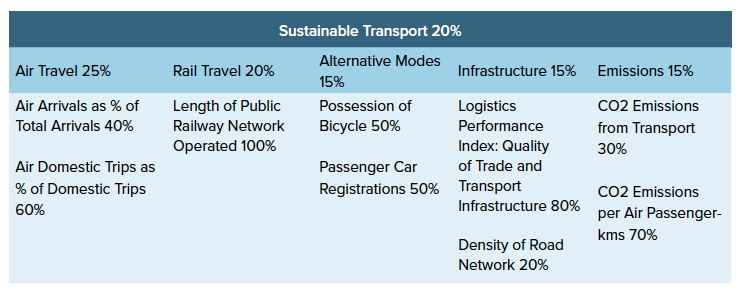 Sustainable Transport 20%
Air Travel 25%
Rail Travel 20%
Alternative Modes
15%
Infrastructure 15%
Emissions 15%
Air Arrivals as % of
Total Arrivals 40%
Air Domestic Trips as
% of Domestic Trips
60%
Length of Public
Railway Network
Operated 100%
Possession of
Bicycle 50%
Passenger Car
Registrations 50%
Logistics
Performance
Index: Quality
of Trade and
Transport
Infrastructure 80%
Density of Road
Network 20%
CO2 Emissions
from Transport
30%
CO2 Emissions
per Air Passenger-
kms 70%